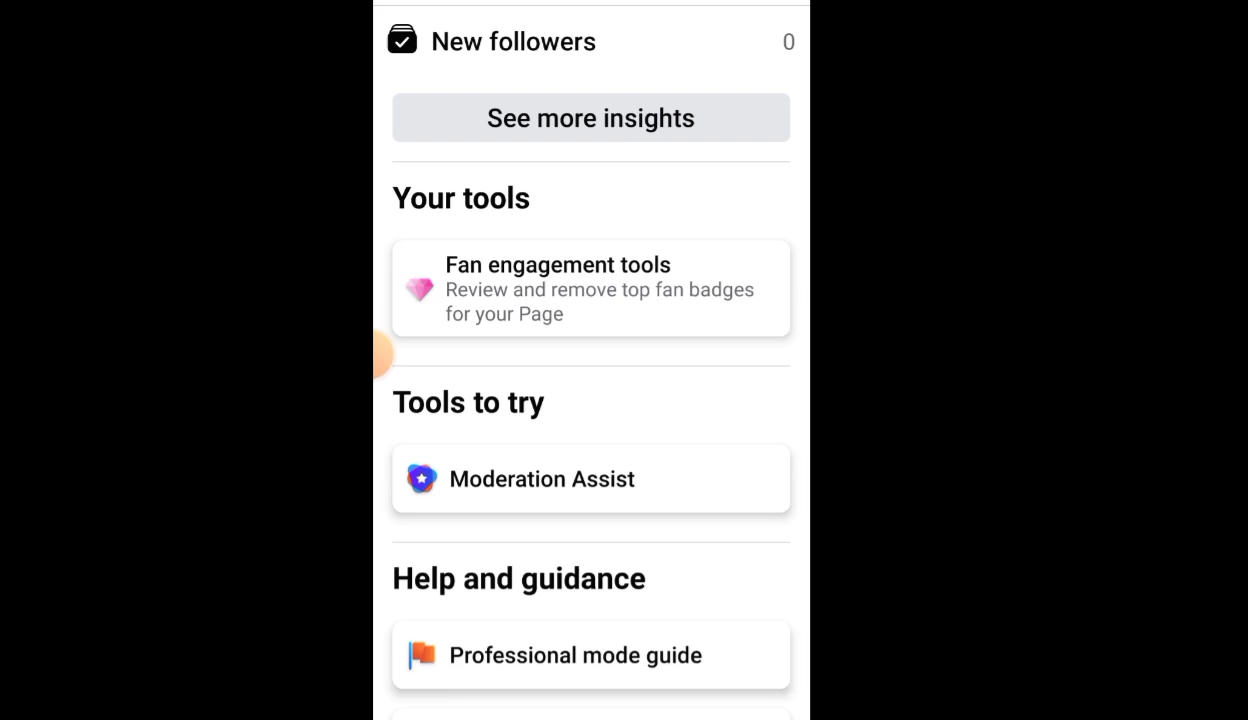 New followers 0
See more insights
Your tools
Fan engagement tools
Review and remove top fan badges
for your Page
Tools to try
Moderation Assist
Help and guidance
Professional mode guide